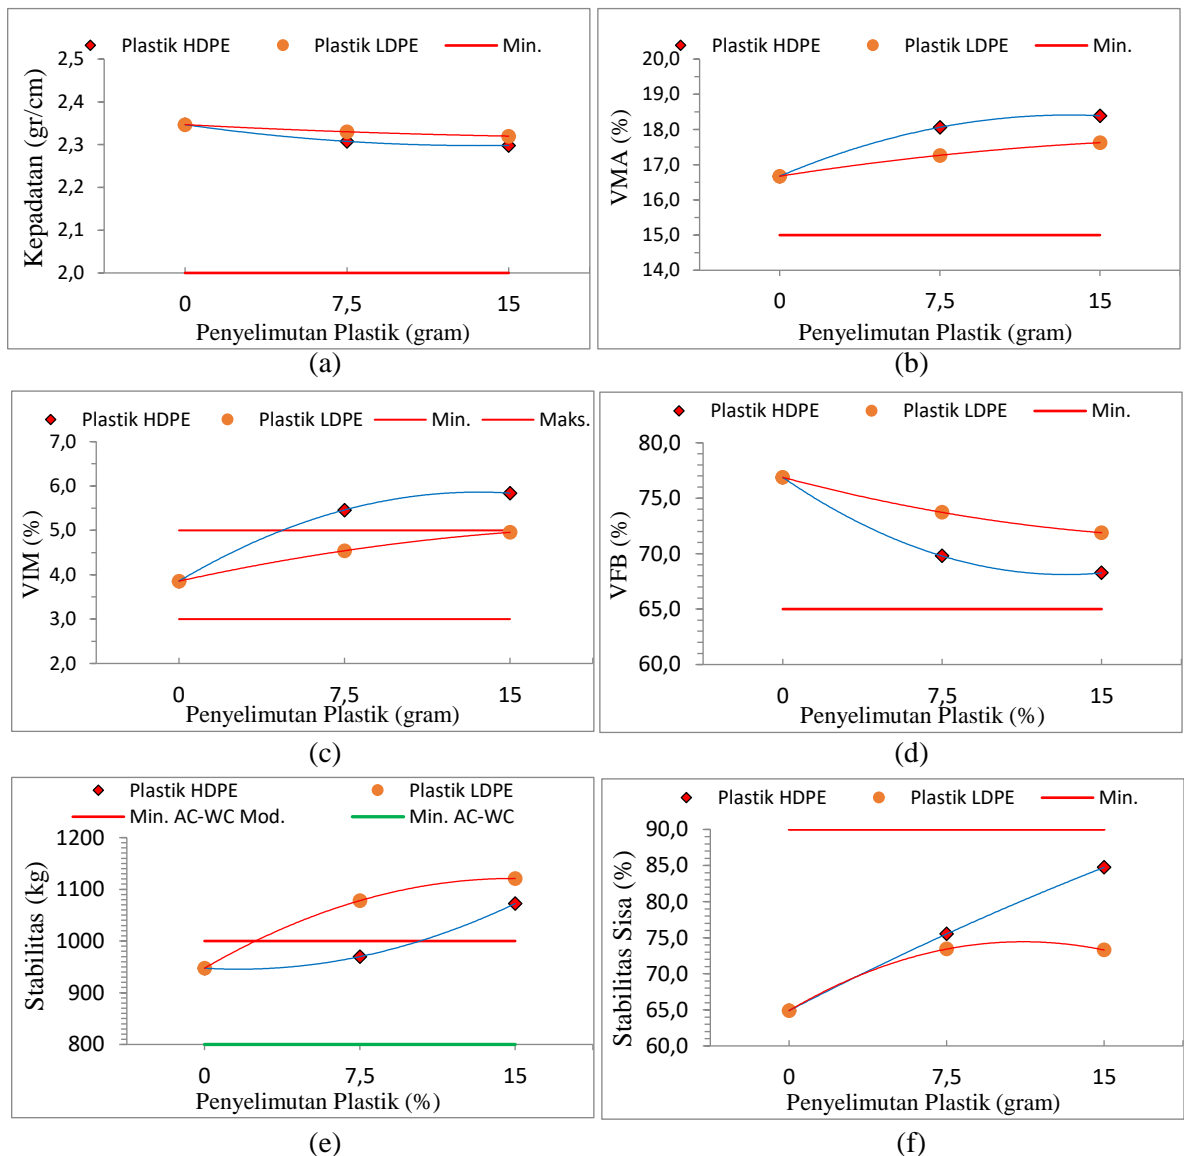 Plastik HDPE Plastik LDPE Min.
2,5
2,4
2,3
2,2
2,1
2,0
Kepadatan (gr/cm)
0 7,5 15
Penyelimutan Plastik (gram)
(a)
Plastik HDPE Plastik LDPE Min.
20,0
19,0
18,0
17,0
16,0
15,0
14,0
VMA (%)
0 7,5 15
Penyelimutan Plastik (gram)
(b)
Plastik HDPE Plastik LDPE Min. Maks.
7,0
6,0
5,0
4,0
3,0
2,0
VIM (%)
0 7,5 15
Penyelimutan Plastik (gram)
(c)
Plastik HDPE Plastik LDPE Min.
80,0
75,0
70,0
65,0
60,0
VFB (%)
0 7,5 15
Penyelimutan Plastik (%)
(d)
Plastik HDPE Plastik LDPE
Min. AC-WC Mod. Min. AC-WC
1200
1100
1000
900
800
Stabilitas (kg)
0 7,5 15
Penyelimutan Plastik (%)
(e)
Plastik HDPE Plastik LDPE Min.
90,0
85,0
80,0
75,0
70,0
65,0
60,0
Stabilitas Sisa (%)
0 7,5 15
Penyelimutan Plastik (gram)
(f)